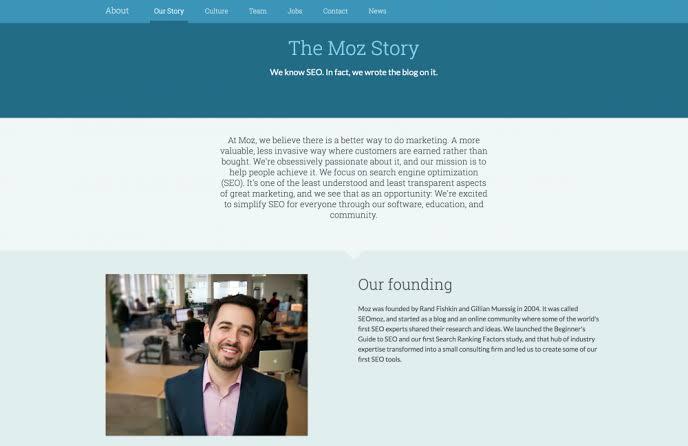 About Our Story Culture Team Jobs Contact News
The Moz Story
We know SEO. In fact, we wrote the blog on it.
At Moz, we believe there is a better way to do marketing. A more
valuable, less invasive way where customers are earned rather than
bought. We're obsessively passionate about it, and our mission is to
help people achieve it. We focus on search engine optimization
(SEO). It's one of the least understood and least transparent aspects
of great marketing, and we see that as an opportunity: We're excited
to simplify SEO for everyone through our software, education, and
community.
Our founding
Moz was founded by Rand Fishkin and Gillian Muessig in 2004. It was called
SEOmoz, and started as a blog and an online community where some of the world's
first SEO experts shared their research and ideas. We launched the Beginner's
Guide to SEO and our first Search Ranking Factors study, and that hub of industry
expertise transformed into a small consulting firm and led us to create some of our
first SEO tools.